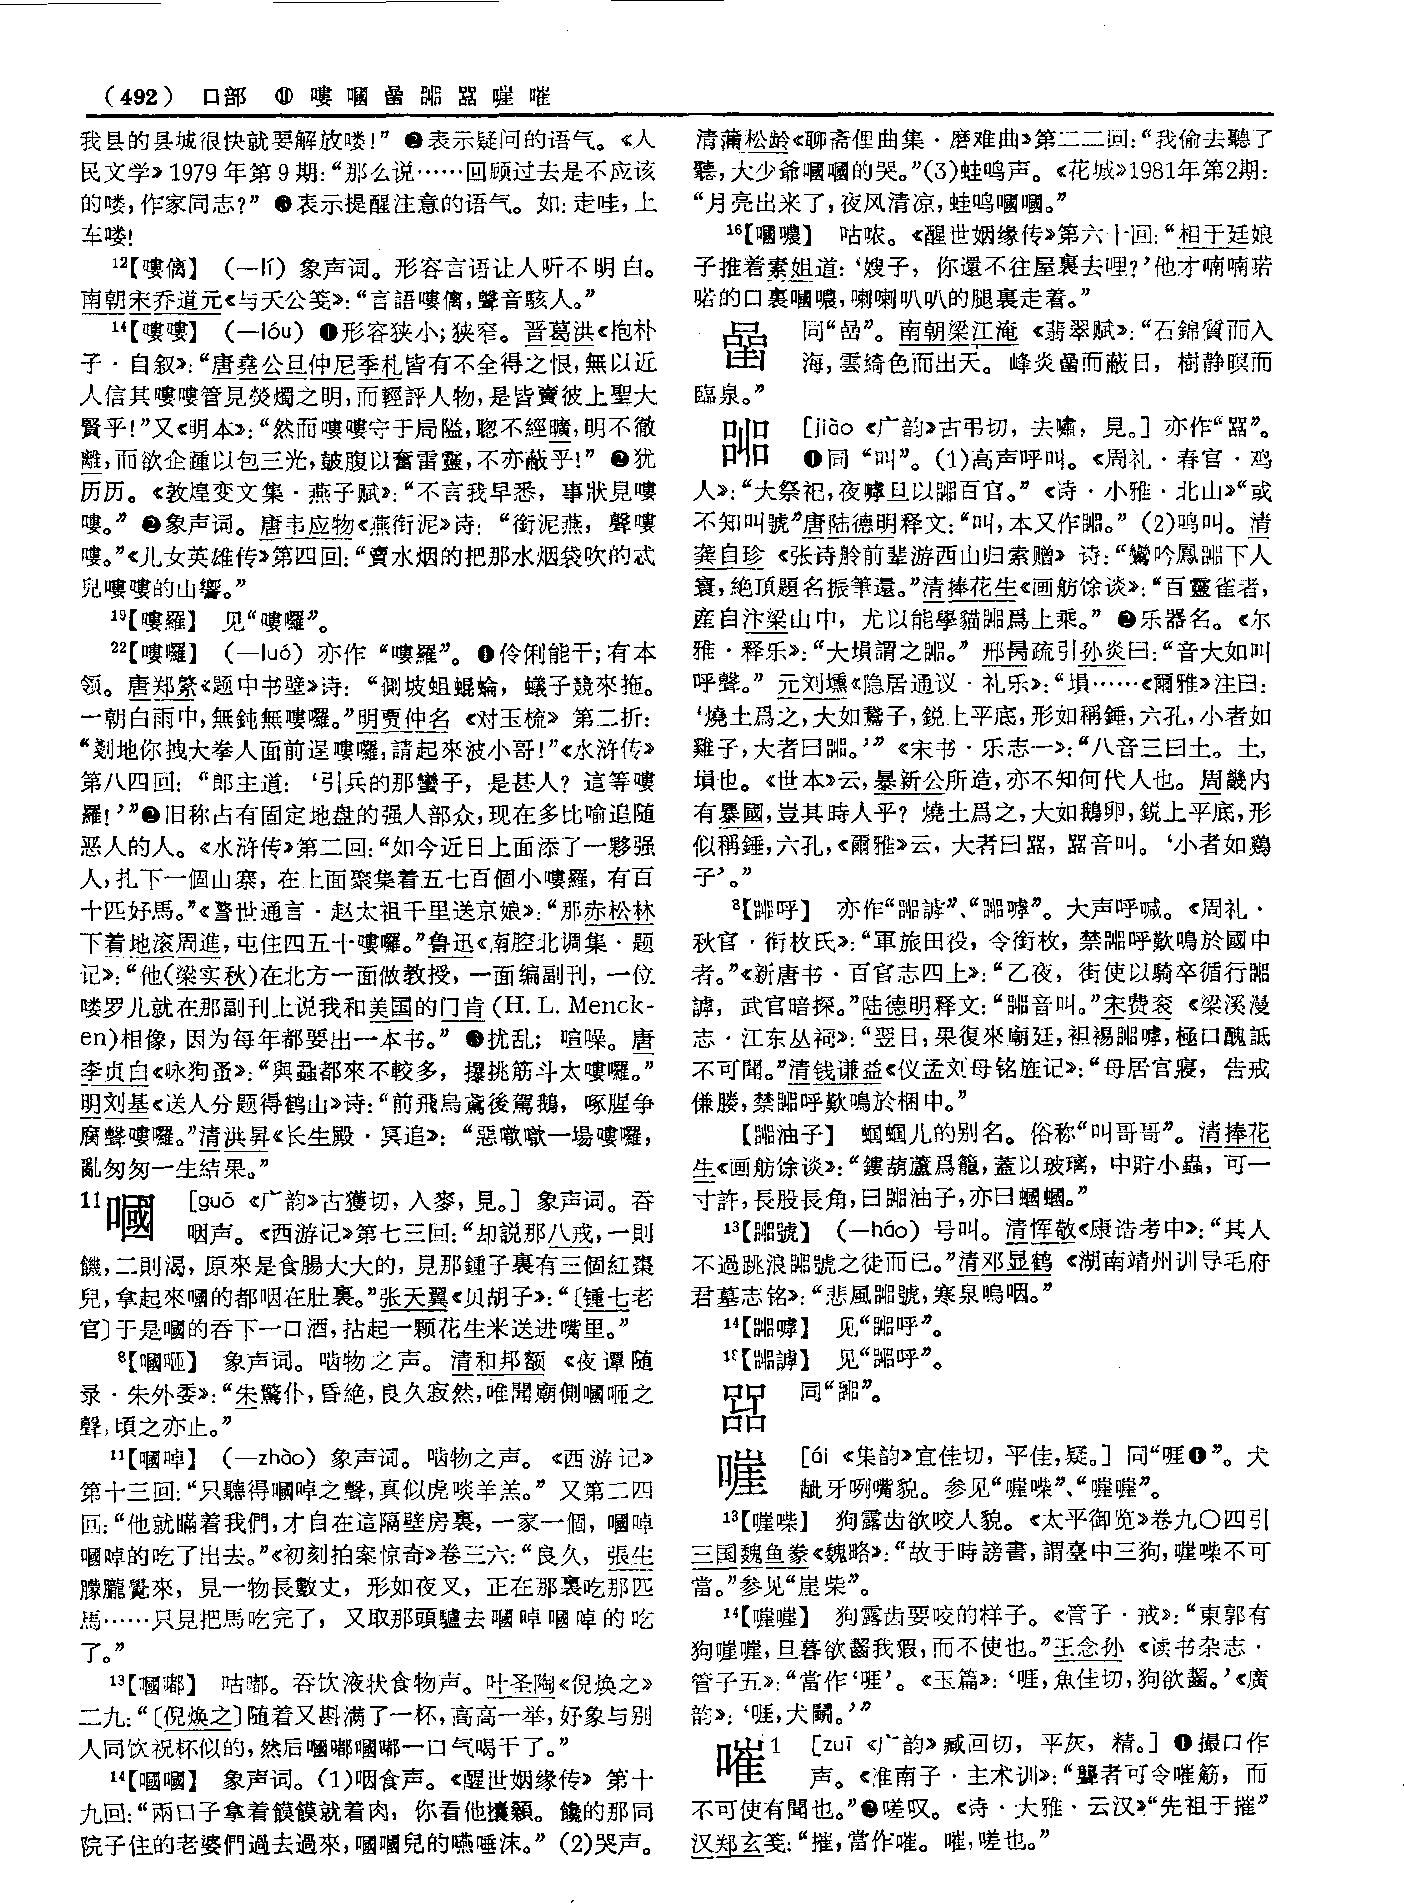 （492） 口部 ⑪ 嘍嘓嵒䛒嚣啀嗺
我县的县城很快就要解放喽！”❷表示疑问的语气。《人
民文学》1979年第9期：“那么说……回顾过去是不应该
的喽，作家同志？”❸表示提醒注意的语气。如：走哇，上
车喽！
12【嘍𠌯】（—lí）象声词。形容言语让人听不明白。
南朝宋乔道元《与天公笺》：“言語嘍𠌯，聲音駭人。”
14【嘍嘍】（—lóu）❶形容狭小；狭窄。晋葛洪《抱朴
子·自叙》：“唐堯公旦仲尼季札皆有不全得之恨，無以近
人信其嘍嘍管見熒燭之明，而輕評人物，是皆賣彼上聖大
賢乎！”又《明本》：“然而嘍嘍守于局隘，聰不經曠，明不徹
離，而欲企踵以包三光，鼓腹以奮雷靈，不亦蔽乎！”❷犹
历历。《敦煌变文集·燕子赋》：“不言我早悉，事狀見嘍
嘍。”❷象声词。唐韦应物《燕衔泥》诗：“銜泥燕，聲嘍
嘍。”《儿女英雄传》第四回：“賣水烟的把那水烟袋吹的忒
兒嘍嘍的山響。”
19【嘍羅】 见“嘍囉”。
22【嘍囉】（—luó）亦作“嘍羅”。❶伶俐能干；有本
领。唐郑綮《题中书壁》诗：“側坡蛆蜫蜦，蟻子競來拖。
一朝白雨中，無鈍無嘍囉。”明贾仲名《对玉梳》第二折：
“剗地你拽大拳人面前逞嘍囉，請起來波小哥！”《水浒传》
第八四回：“郎主道：‘引兵的那蠻子，是甚人？這等嘍
羅！’”❷旧称占有固定地盘的强人部众，现在多比喻追随
恶人的人。《水浒传》第二回：“如今近日上面添了一夥强
人，扎下一個山寨，在上面聚集着五七百個小嘍羅，有百
十匹好馬。”《警世通言·赵太祖千里送京娘》：“那赤松林
下着地滚周進，屯住四五十嘍囉。”鲁迅《南腔北调集·题
记》：“他（梁实秋）在北方一面做教授，一面编副刊，一位
喽罗儿就在那副刊上说我和美国的门肯（H. L. Menck-
en）相像，因为每年都要出一本书。”❸扰乱；喧噪。唐
李贞白《咏狗蚤》：“與蝨都來不較多，攃挑筋斗太嘍囉。”
明刘基《送人分题得鹤山》诗：“前飛烏鳶後駕鵝，啄腥争
腐聲嘍囉。”清洪昇《长生殿·冥追》：“惡噷噷一場嘍囉，
亂匆匆一生結果。”
11嘓 ［guō《广韵》古獲切，入麥，見。］象声词。吞
咽声。《西游记》第七三回：“却説那八戒，一則
饑，二則渴，原來是食腸大大的，見那鍾子裏有三個紅棗
兒，拿起來嘓的都咽在肚裏。”张天翼《贝胡子》：“〔锺七老
官〕于是嘓的吞下一口酒，拈起一颗花生米送进嘴里。”
8【嘓咂】 象声词。啮物之声。清和邦额《夜谭随
录·朱外委》：“朱驚仆，昏絶，良久寂然，唯聞廟側嘓咂之
聲，頃之亦止。”
11【嘓啅】（—zhào）象声词。啮物之声。《西游记》
第十三回：“只聽得嘓啅之聲，真似虎啖羊羔。”又第二四
回：“他就瞞着我們，才自在這隔壁房裏，一家一個，嘓啅
嘓啅的吃了出去。”《初刻拍案惊奇》卷三六：“良久，張生
朦朧覺來，見一物長數丈，形如夜叉，正在那裏吃那匹
馬……只見把馬吃完了，又取那頭驢去嘓啅嘓啅的吃
了。”
13【嘓嘟】 咕嘟。吞饮液状食物声。叶圣陶《倪焕之》
二九：“〔倪焕之〕随着又斟满了一杯，高高一举，好象与别
人同饮祝杯似的，然后嘓嘟嘓嘟一口气喝干了。”
14【嘓嘓】 象声词。（1）咽食声。《醒世姻缘传》第十
九回：“兩口子拿着饃饃就着肉，你看他攮顙。饞的那同
院子住的老婆們過去過來，嘓嘓兒的嚥唾沫。”（2）哭声。
清蒲松龄《聊斋俚曲集·磨难曲》第二二回：“我偷去聽了
聽，大少爷嘓嘓的哭。”（3）蛙鸣声。《花城》1981年第2期：
“月亮出来了，夜风清凉，蛙鸣嘓嘓。”
16【嘓噥】 咕哝。《醒世姻缘传》第六十回：“相于廷娘
子推着素姐道：‘嫂子，你還不往屋裏去哩？’他才喃喃喏
喏的口裏嘓噥，喇喇叭叭的腿裏走着。”
同“嵒”。南朝梁江淹《翡翠赋》：“石錦質而入
海，雲綺色而出天。峰炎而蔽日，樹静暝而
臨泉。”
［jiào《广韵》古弔切，去嘯，見。］亦作“嚣”。
❶同“叫”。（1）高声呼叫。《周礼·春官·鸡
人》：“大祭祀，夜嘑旦以嘂百官。”《诗·小雅·北山》“或
不知叫號”唐陆德明释文：“叫，本又作嘂。”（2）鸣叫。清
龚自珍《张诗舲前辈游西山归索赠》诗：“鸞吟鳳嘂下人
寰，絶頂題名振筆還。”清捧花生《画舫馀谈》：“百靈雀者，
産自汴梁山中，尤以能學貓嘂爲上乘。”❷乐器名。《尔
雅·释乐》：“大塤謂之嘂。”邢昺疏引孙炎曰：“音大如叫
呼聲。”元刘壎《隐居通议·礼乐》：“塤……《爾雅》注曰：
‘燒土爲之，大如鵞子，鋭上平底，形如稱錘，六孔，小者如
雞子，大者曰嘂。’”《宋书·乐志一》：“八音三曰土。土，
塤也。《世本》云，暴新公所造，亦不知何代人也。周畿内
有暴國，豈其時人乎？燒土爲之，大如鵝卵，鋭上平底，形
似稱錘，六孔，《爾雅》云，大者曰嘂，嘂音叫。‘小者如鷄
子’。”
8【嘂呼】 亦作“嘂謼”、“嘂嘑”。大声呼喊。《周礼·
秋官·衔枚氏》：“軍旅田役，令銜枚，禁嘂呼歎鳴於國中
者。”《新唐书·百官志四上》：“乙夜，街使以騎卒循行嘂
謼，武官暗探。”陆德明释文：“嘂音叫。”宋费衮《梁溪漫
志·江东丛祠》：“翌日，果復來廟廷，袒裼嘂嘑，極口醜詆
不可聞。”清钱谦益《仪孟刘母铭旌记》：“母居官寢，告戒
傔媵，禁嘂呼歎鳴於梱中。”
【嘂油子】 蝈蝈儿的别名。俗称“叫哥哥”。清捧花
生《画舫馀谈》：“鏤葫蘆爲籠，蓋以玻璃，中貯小蟲，可一
寸許，長股長角，曰嘂油子，亦曰蟈蟈。”
13【嘂號】（—háo）号叫。清恽敬《康诰考中》：“其人
不過跳浪嘂號之徒而已。”清邓显鹤《湖南靖州训导毛府
君墓志铭》：“悲風嘂號，寒泉嗚咽。”
14【嘂嘑】 见“嘂呼”。
18【嘂謼】 见“嘂呼”。
同“嘂”。
［ái《集韵》宜佳切，平佳，疑。］同“啀❶”。犬
龇牙咧嘴貌。参见“嘊喍”、“嘊嘊”。
13【嘊喍】 狗露齿欲咬人貌。《太平御览》卷九〇四引
三国魏鱼豢《魏略》：“故于時謗書，謂臺中三狗，嘊喍不可
當。”参见“崖柴”。
14【嘊嘊】 狗露齿要咬的样子。《管子·戒》：“東郭有
狗嘊嘊，旦暮欲齧我猳，而不使也。”王念孙《读书杂志·
管子五》：“當作‘啀’。《玉篇》：‘啀，魚佳切，狗欲齧。’《廣
韵》：‘啀，犬鬭。’”
嗺1 ［zuī《广韵》臧回切，平灰，精。］❶撮口作
声。《淮南子·主术训》：“聾者可令嗺筋，而
不可使有聞也。”❷嗟叹。《诗·大雅·云汉》“先祖于摧”
汉郑玄笺：“摧，當作嗺。嗺，嗟也。”